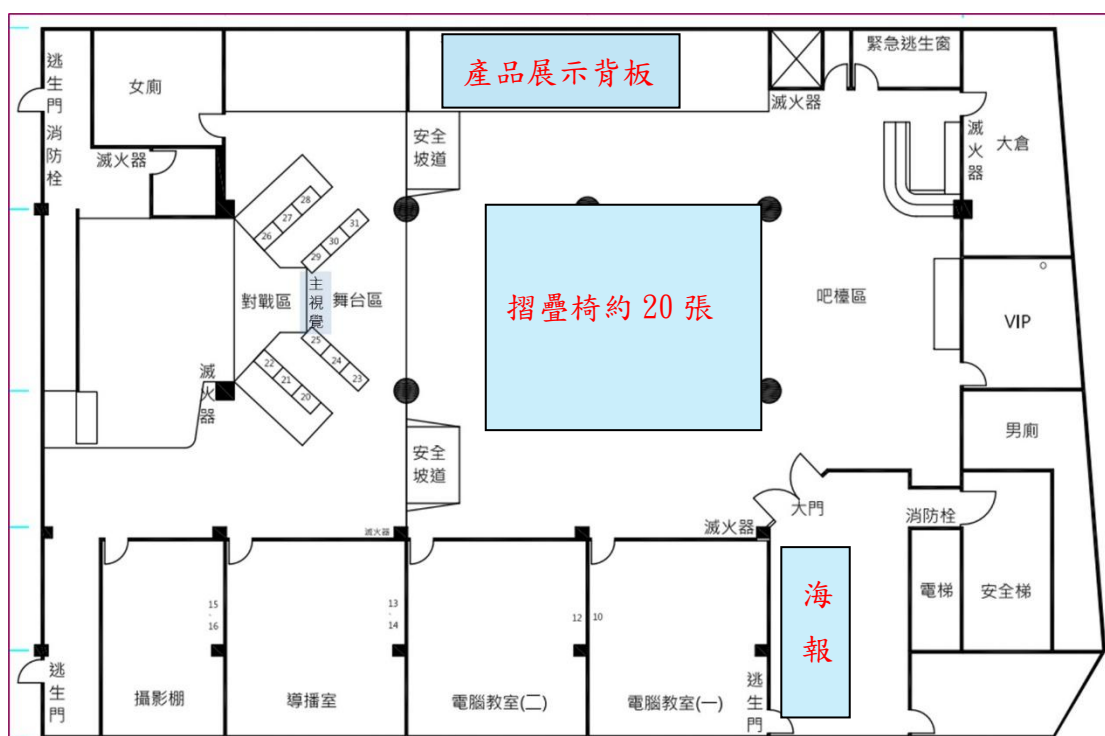 逃生門
女廁
產品展示背板
緊急逃生窗
滅火器
消防栓
滅火器
安全
坡道
滅火器
大倉
28
27
26
31
30
29
對戰區
主視覺
舞台區
摺疊椅約 20 張
吧檯區
VIP
25
24
23
22
21
20
滅火器
男廁
安全
坡道
大門
消防栓
滅火器
滅火器
電梯
安全梯
海報
15
-
16
13
-
14
12
10
逃生門
攝影棚
導播室
電腦教室(二)
電腦教室(一)
逃生門